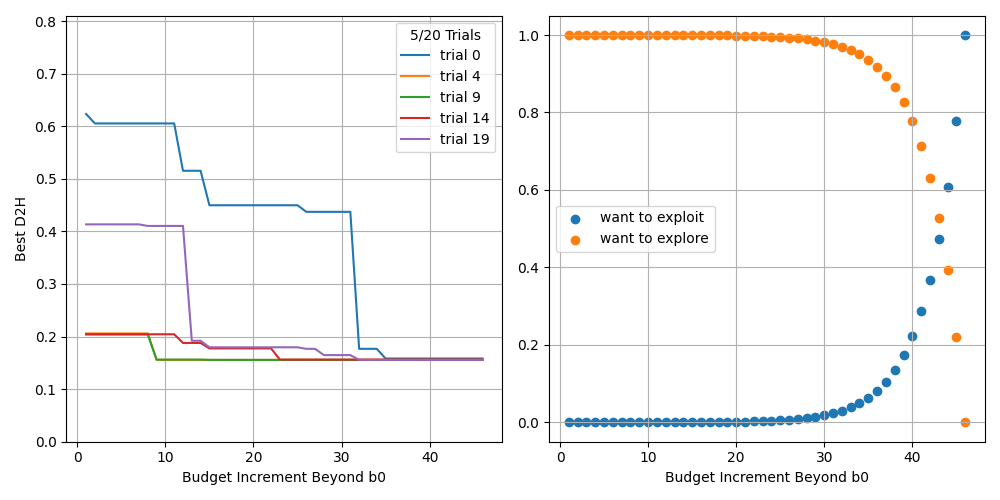 5/20 Trials
trial 0
trial 4
trial 9
trial 14
trial 19
Best D2H
0.8
0.7
0.6
0.5
0.4
0.3
0.2
0.1
0.0
0 10 20 30 40
Budget Increment Beyond b0
1.0
0.8
0.6
0.4
0.2
0.0
want to exploit
want to explore
0 10 20 30 40
Budget Increment Beyond b0